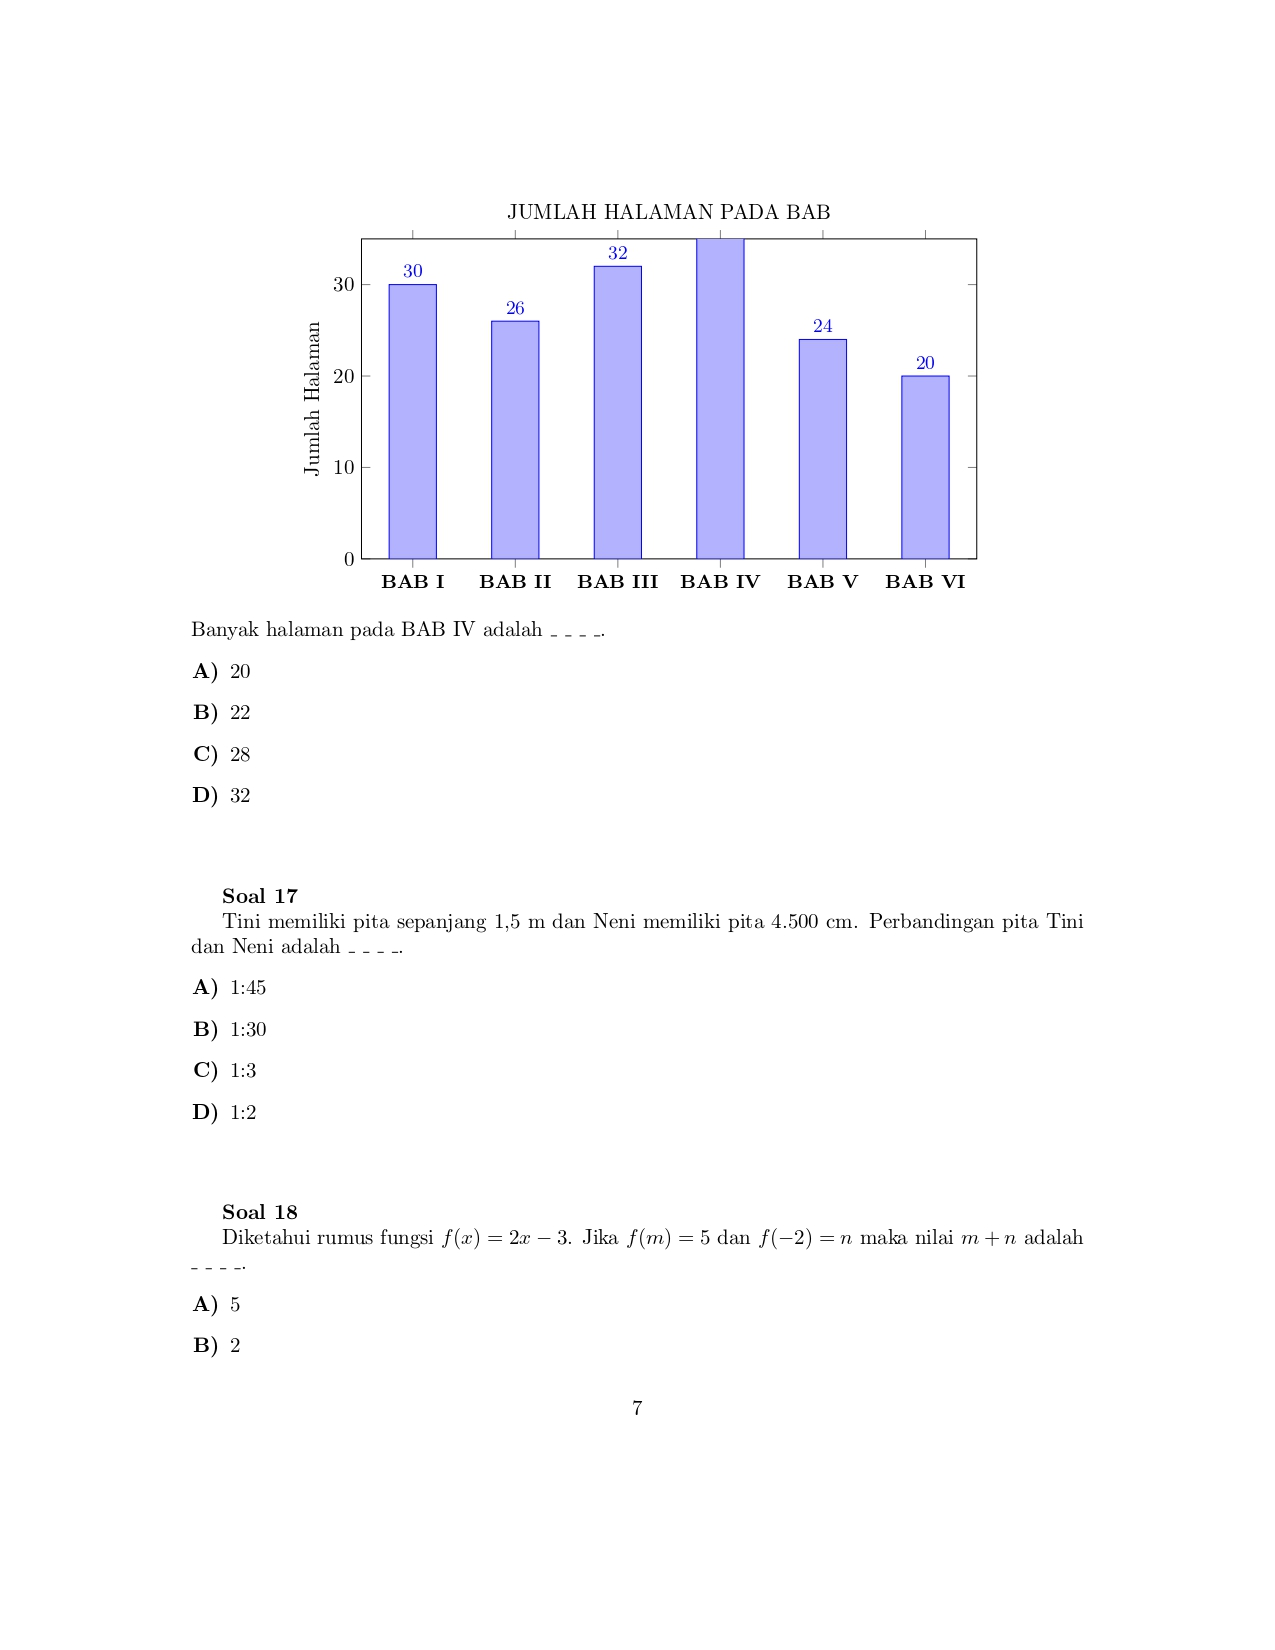 JUMLAH HALAMAN PADA BAB
30
26
32
24
20
30
20
10
0
Jumlah Halaman
BAB I BAB II BAB III BAB IV BAB V BAB VI
Banyak halaman pada BAB IV adalah _ _ _ _.
A) 20
B) 22
C) 28
D) 32
Soal 17
Tini memiliki pita sepanjang 1,5 m dan Neni memiliki pita 4.500 cm. Perbandingan pita Tini
dan Neni adalah _ _ _ _.
A) 1:45
B) 1:30
C) 1:3
D) 1:2
Soal 18
Diketahui rumus fungsi f(x) = 2x − 3. Jika f(m) = 5 dan f(−2) = n maka nilai m + n adalah
_ _ _ _.
A) 5
B) 2
7